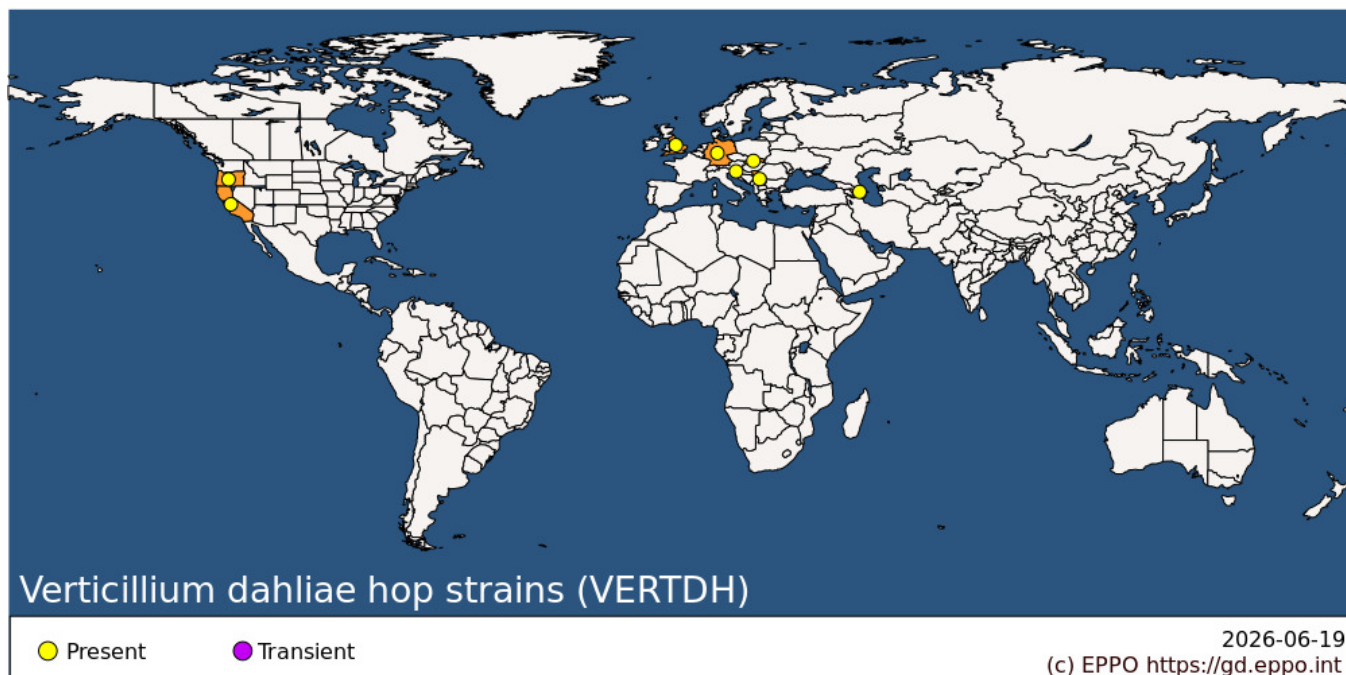 Verticillium dahliae hop strains (VERTDH)
Present
Transient
2026-06-19
(c) EPPO https://gd.eppo.int